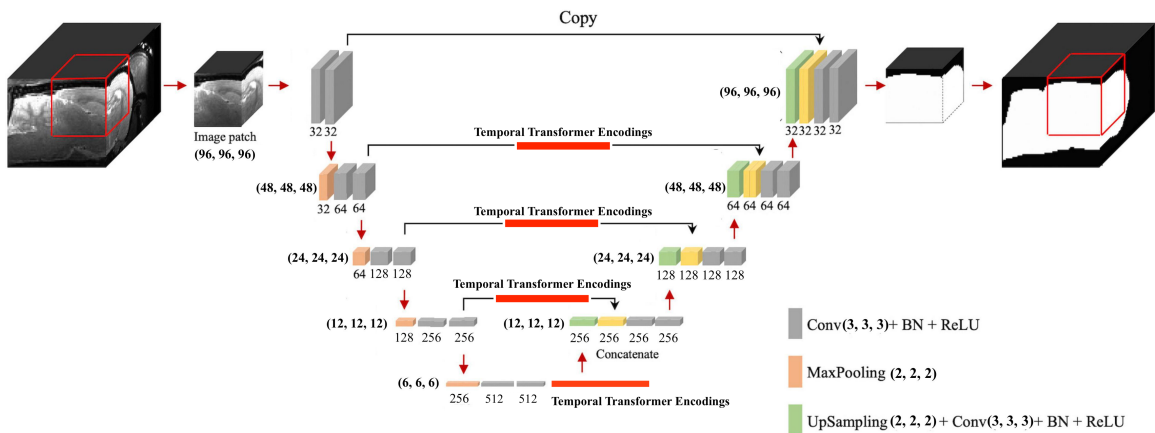 Copy
Image patch
(96, 96, 96)
32 32
(96, 96, 96)
32 32 32 32
Temporal Transformer Encodings
(48, 48, 48)
32 64 64
(48, 48, 48)
64 64 64 64
Temporal Transformer Encodings
(24, 24, 24)
64 128 128
(24, 24, 24)
128 128 128 128
Temporal Transformer Encodings
(12, 12, 12)
128 256 256
(12, 12, 12)
256 256 256 256
Concatenate
(6, 6, 6)
256 512 512
Temporal Transformer Encodings
Conv(3, 3, 3)+ BN + ReLU
MaxPooling (2, 2, 2)
UpSampling (2, 2, 2) + Conv(3, 3, 3)+ BN + ReLU